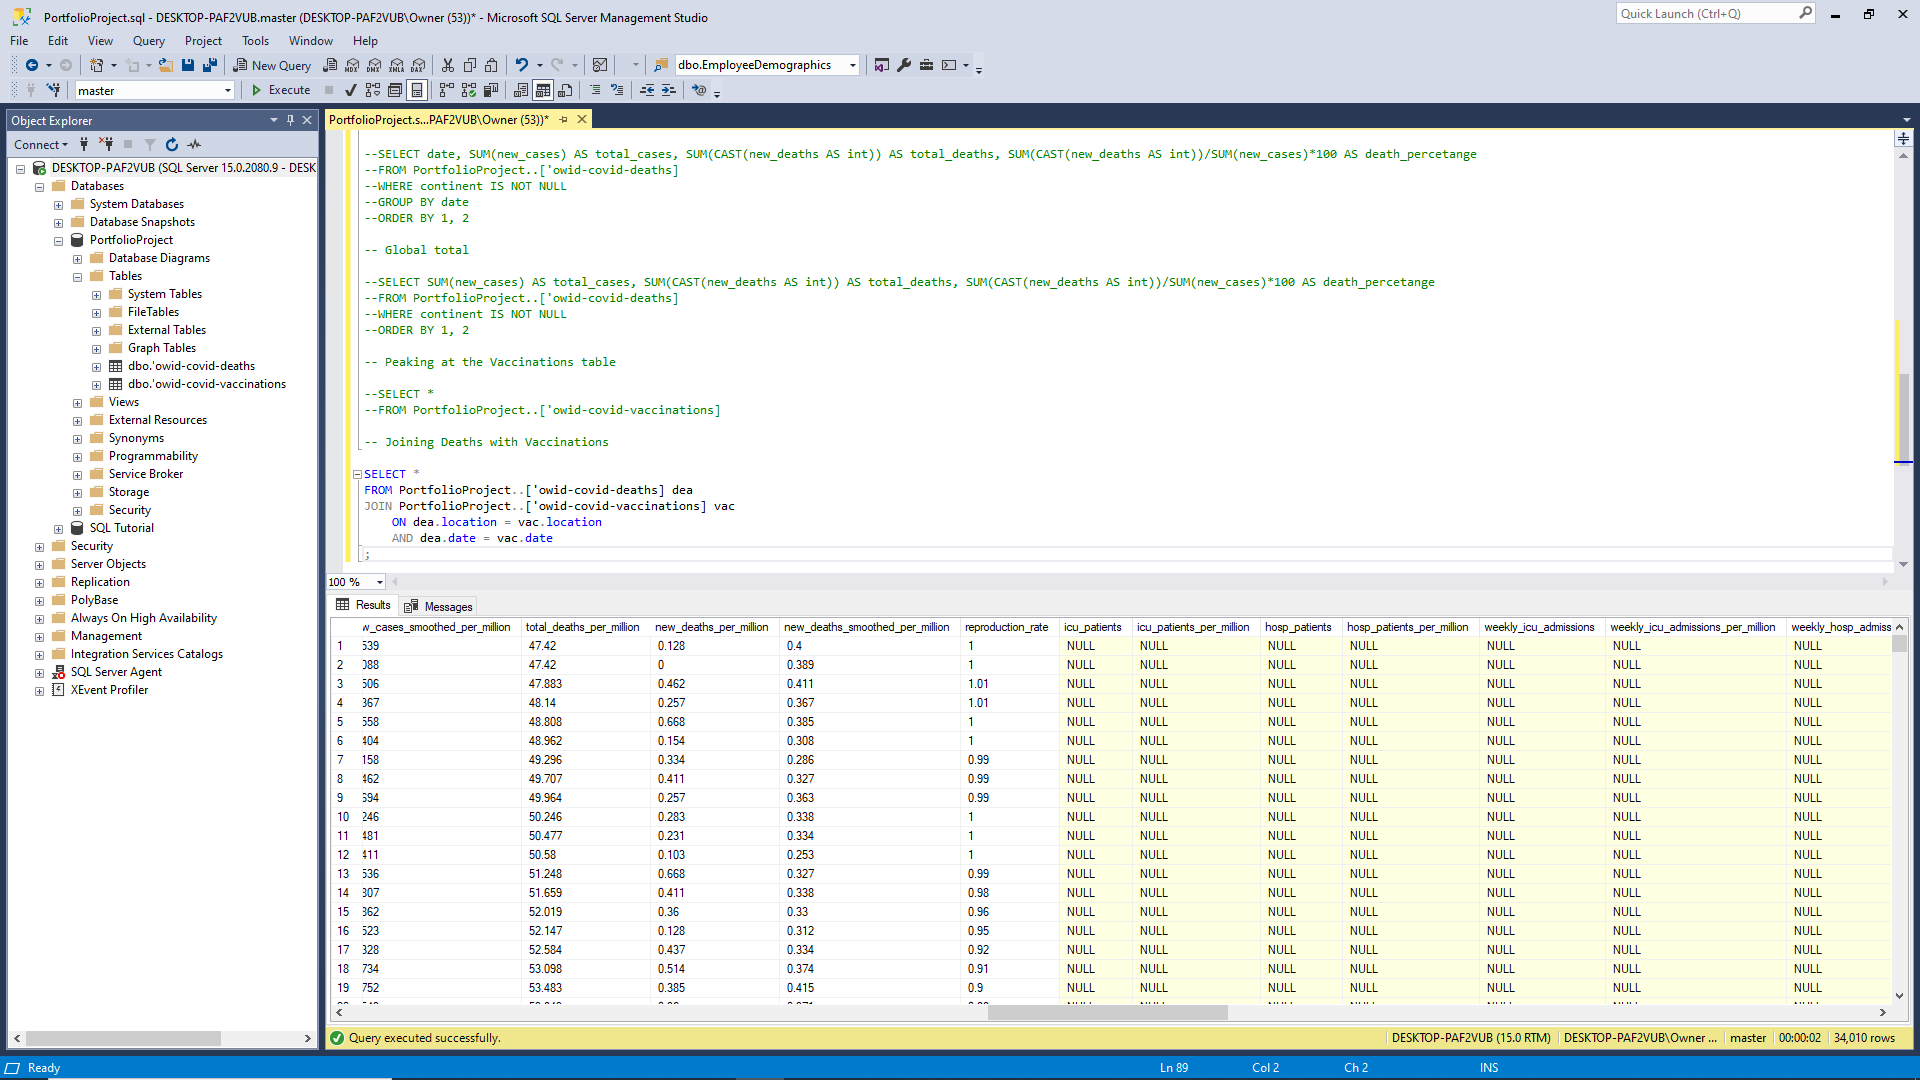 PortfolioProject.sql - DESKTOP-PAF2VUB.master (DESKTOP-PAF2VUB\Owner (53))* - Microsoft SQL Server Management Studio
Quick Launch (Ctrl+Q)
File Edit View Query Project Tools Window Help
New Query MDX DMX XMLA DAX dbo.EmployeeDemographics
master Execute
Object Explorer
Connect
DESKTOP-PAF2VUB (SQL Server 15.0.2080.9 - DESK
Databases
System Databases
Database Snapshots
PortfolioProject
Database Diagrams
Tables
System Tables
FileTables
External Tables
Graph Tables
dbo.'owid-covid-deaths
dbo.'owid-covid-vaccinations
Views
External Resources
Synonyms
Programmability
Service Broker
Storage
Security
SQL Tutorial
Security
Server Objects
Replication
PolyBase
Always On High Availability
Management
Integration Services Catalogs
SQL Server Agent
XEvent Profiler
PortfolioProject.s...PAF2VUB\Owner (53))*
--SELECT date, SUM(new_cases) AS total_cases, SUM(CAST(new_deaths AS int)) AS total_deaths, SUM(CAST(new_deaths AS int))/SUM(new_cases)*100 AS death_percetange
--FROM PortfolioProject..['owid-covid-deaths]
--WHERE continent IS NOT NULL
--GROUP BY date
--ORDER BY 1, 2
-- Global total
--SELECT SUM(new_cases) AS total_cases, SUM(CAST(new_deaths AS int)) AS total_deaths, SUM(CAST(new_deaths AS int))/SUM(new_cases)*100 AS death_percetange
--FROM PortfolioProject..['owid-covid-deaths]
--WHERE continent IS NOT NULL
--ORDER BY 1, 2
-- Peaking at the Vaccinations table
--SELECT *
--FROM PortfolioProject..['owid-covid-vaccinations]
-- Joining Deaths with Vaccinations
SELECT *
FROM PortfolioProject..['owid-covid-deaths] dea
JOIN PortfolioProject..['owid-covid-vaccinations] vac
ON dea.location = vac.location
AND dea.date = vac.date
;
100 %
Results Messages
w_cases_smoothed_per_million total_deaths_per_million new_deaths_per_million new_deaths_smoothed_per_million reproduction_rate icu_patients icu_patients_per_million hosp_patients hosp_patients_per_million weekly_icu_admissions weekly_icu_admissions_per_million weekly_hosp_admiss
1 539 47.42 0.128 0.4 1 NULL NULL NULL NULL NULL NULL NULL
2 088 47.42 0 0.389 1 NULL NULL NULL NULL NULL NULL NULL
3 506 47.883 0.462 0.411 1.01 NULL NULL NULL NULL NULL NULL NULL
4 367 48.14 0.257 0.367 1.01 NULL NULL NULL NULL NULL NULL NULL
5 558 48.808 0.668 0.385 1 NULL NULL NULL NULL NULL NULL NULL
6 404 48.962 0.154 0.308 1 NULL NULL NULL NULL NULL NULL NULL
7 158 49.296 0.334 0.286 0.99 NULL NULL NULL NULL NULL NULL NULL
8 462 49.707 0.411 0.327 0.99 NULL NULL NULL NULL NULL NULL NULL
9 694 49.964 0.257 0.363 0.99 NULL NULL NULL NULL NULL NULL NULL
10 246 50.246 0.283 0.338 1 NULL NULL NULL NULL NULL NULL NULL
11 481 50.477 0.231 0.334 1 NULL NULL NULL NULL NULL NULL NULL
12 411 50.58 0.103 0.253 1 NULL NULL NULL NULL NULL NULL NULL
13 536 51.248 0.668 0.327 0.99 NULL NULL NULL NULL NULL NULL NULL
14 307 51.659 0.411 0.338 0.98 NULL NULL NULL NULL NULL NULL NULL
15 362 52.019 0.36 0.33 0.96 NULL NULL NULL NULL NULL NULL NULL
16 523 52.147 0.128 0.312 0.95 NULL NULL NULL NULL NULL NULL NULL
17 328 52.584 0.437 0.334 0.92 NULL NULL NULL NULL NULL NULL NULL
18 734 53.098 0.514 0.374 0.91 NULL NULL NULL NULL NULL NULL NULL
19 752 53.483 0.385 0.415 0.9 NULL NULL NULL NULL NULL NULL NULL
Query executed successfully.
DESKTOP-PAF2VUB (15.0 RTM) DESKTOP-PAF2VUB\Owner ... master 00:00:02 34,010 rows
Ready Ln 89 Col 2 Ch 2 INS